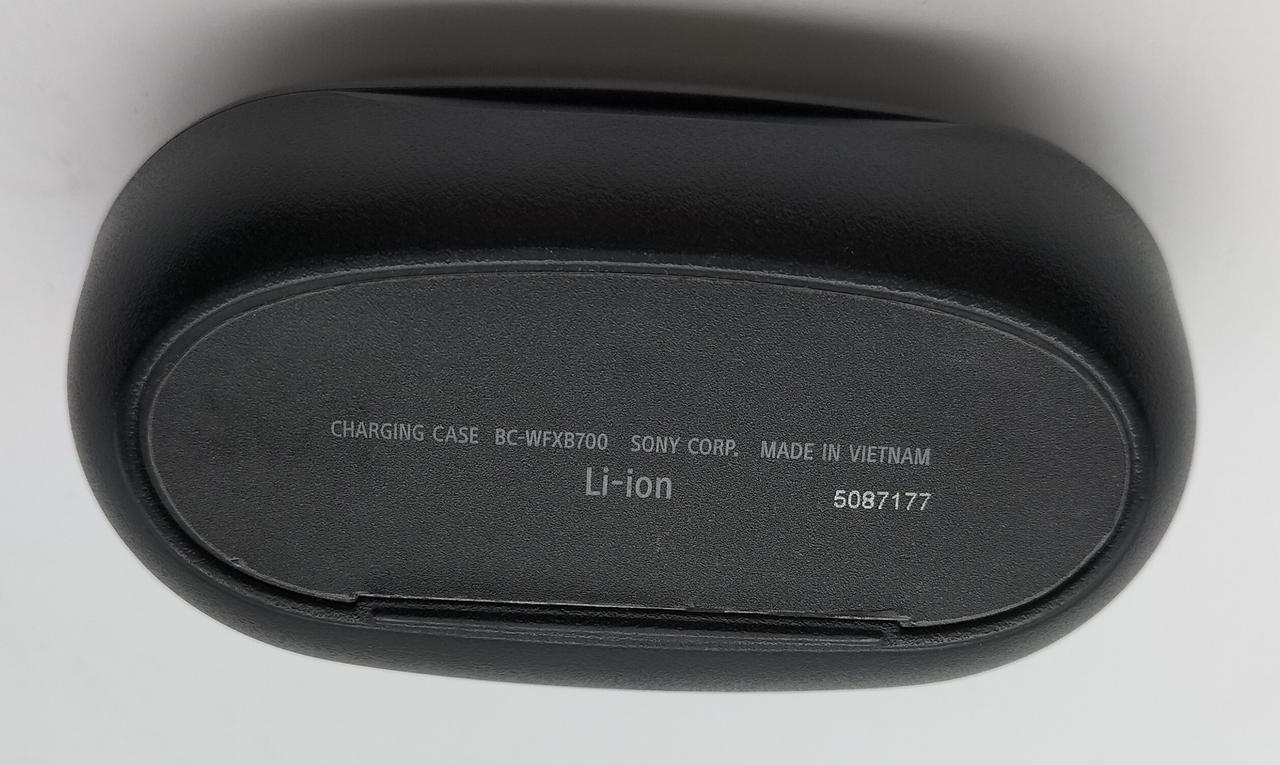 CHARGING CASE BC-WFXB700 SONY CORP. MADE IN VIETNAM
Li-ion
5087177